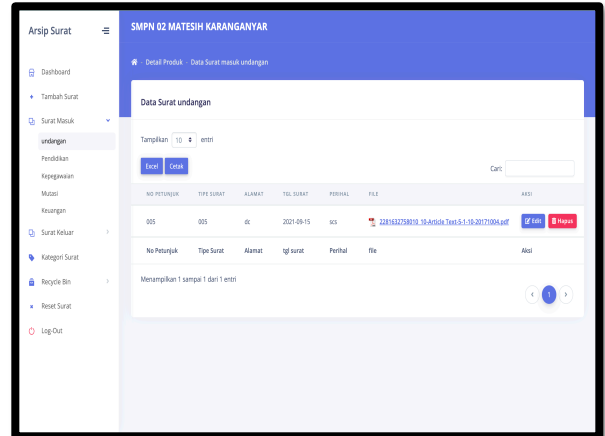 Arsip Surat
SMPN 02 MATESIH KARANGANYAR
Detail Produk - Data Surat masuk undangan
Dashboard
Tambah Surat
Surat Masuk
undangan
Pendidikan
Kepegawaian
Mutasi
Keuangan
Surat Keluar
Kategori Surat
Recycle Bin
Reset Surat
Log-Out
Data Surat undangan
Tampilkan 10 entri
Excel Cetak
Cari:
NO PETUNJUK TIPE SURAT ALAMAT TGL SURAT PERIHAL FILE AKSI
005 005 dc 2021-09-15 scs 2281632758010_10-Article Text-5-1-10-20171004.pdf Edit Hapus
No Petunjuk Tipe Surat Alamat tgl surat Perihal file Aksi
Menampilkan 1 sampai 1 dari 1 entri
‹ 1 ›